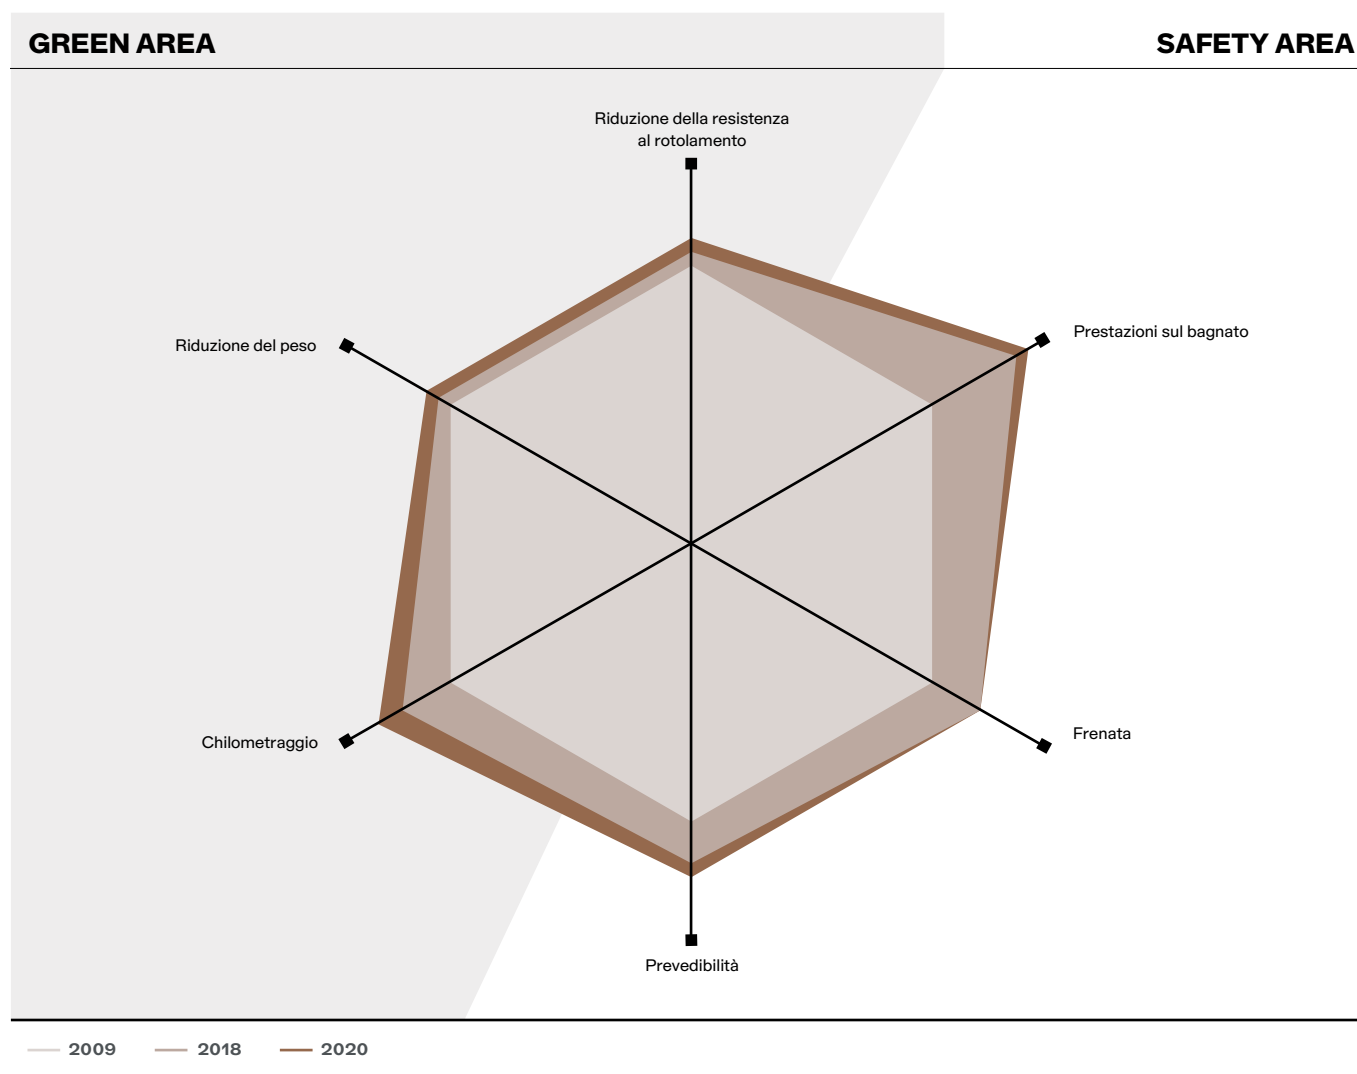 GREEN AREA
SAFETY AREA
Riduzione della resistenza
al rotolamento
Prestazioni sul bagnato
Riduzione del peso
Frenata
Chilometraggio
Prevedibilità
2009
2018
2020